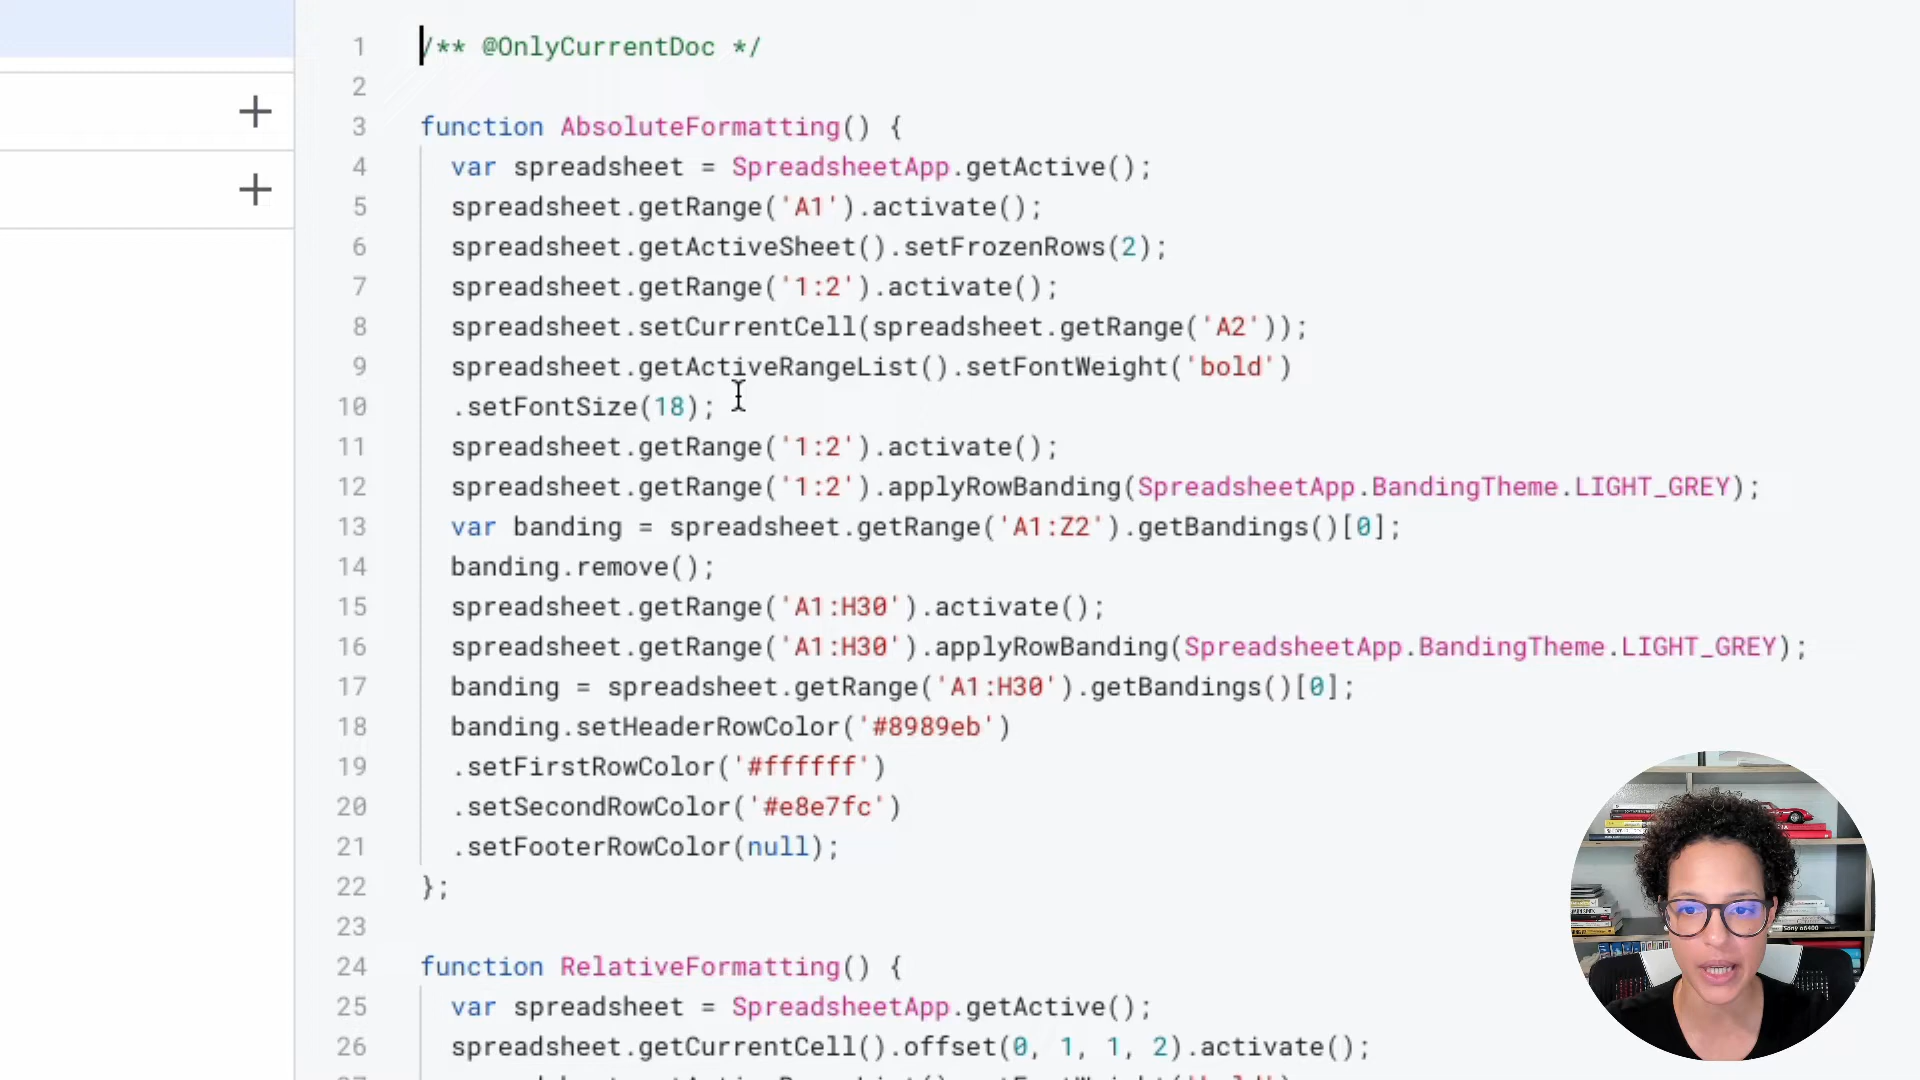 1 /** @OnlyCurrentDoc */
2
3 function AbsoluteFormatting() {
4 var spreadsheet = SpreadsheetApp.getActive();
5 spreadsheet.getRange('A1').activate();
6 spreadsheet.getActiveSheet().setFrozenRows(2);
7 spreadsheet.getRange('1:2').activate();
8 spreadsheet.setCurrentCell(spreadsheet.getRange('A2'));
9 spreadsheet.getActiveRangeList().setFontWeight('bold')
10 .setFontSize(18);
11 spreadsheet.getRange('1:2').activate();
12 spreadsheet.getRange('1:2').applyRowBanding(SpreadsheetApp.BandingTheme.LIGHT_GREY);
13 var banding = spreadsheet.getRange('A1:Z2').getBandings()[0];
14 banding.remove();
15 spreadsheet.getRange('A1:H30').activate();
16 spreadsheet.getRange('A1:H30').applyRowBanding(SpreadsheetApp.BandingTheme.LIGHT_GREY);
17 banding = spreadsheet.getRange('A1:H30').getBandings()[0];
18 banding.setHeaderRowColor('#8989eb')
19 .setFirstRowColor('#ffffff')
20 .setSecondRowColor('#e8e7fc')
21 .setFooterRowColor(null);
22 };
23
24 function RelativeFormatting() {
25 var spreadsheet = SpreadsheetApp.getActive();
26 spreadsheet.getCurrentCell().offset(0, 1, 1, 2).activate();